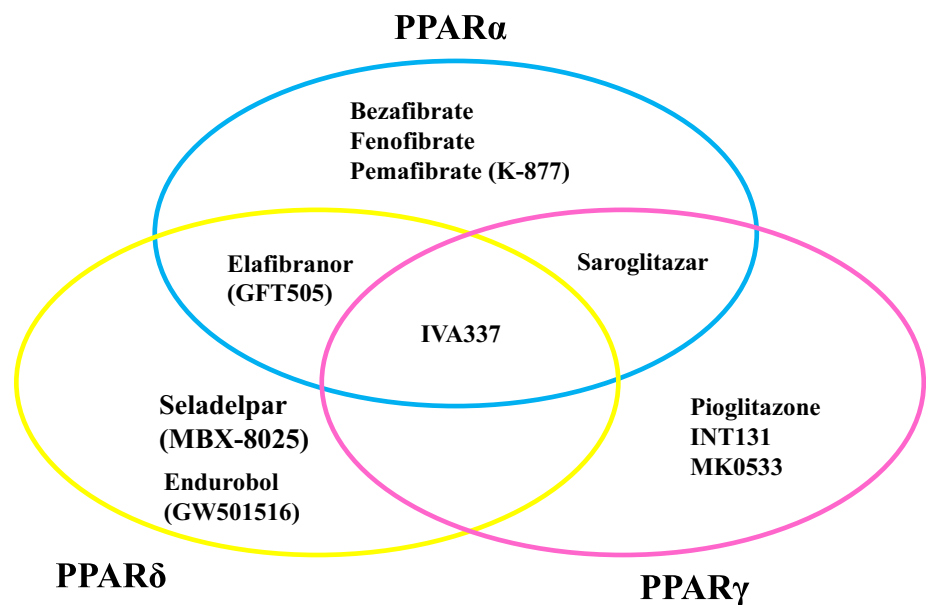 PPARα
Bezafibrate
Fenofibrate
Pemafibrate (K-877)
Elafibranor
(GFT505)
Saroglitazar
IVA337
Seladelpar
(MBX-8025)
Endurobol
(GW501516)
Pioglitazone
INT131
MK0533
PPARδ
PPARγ